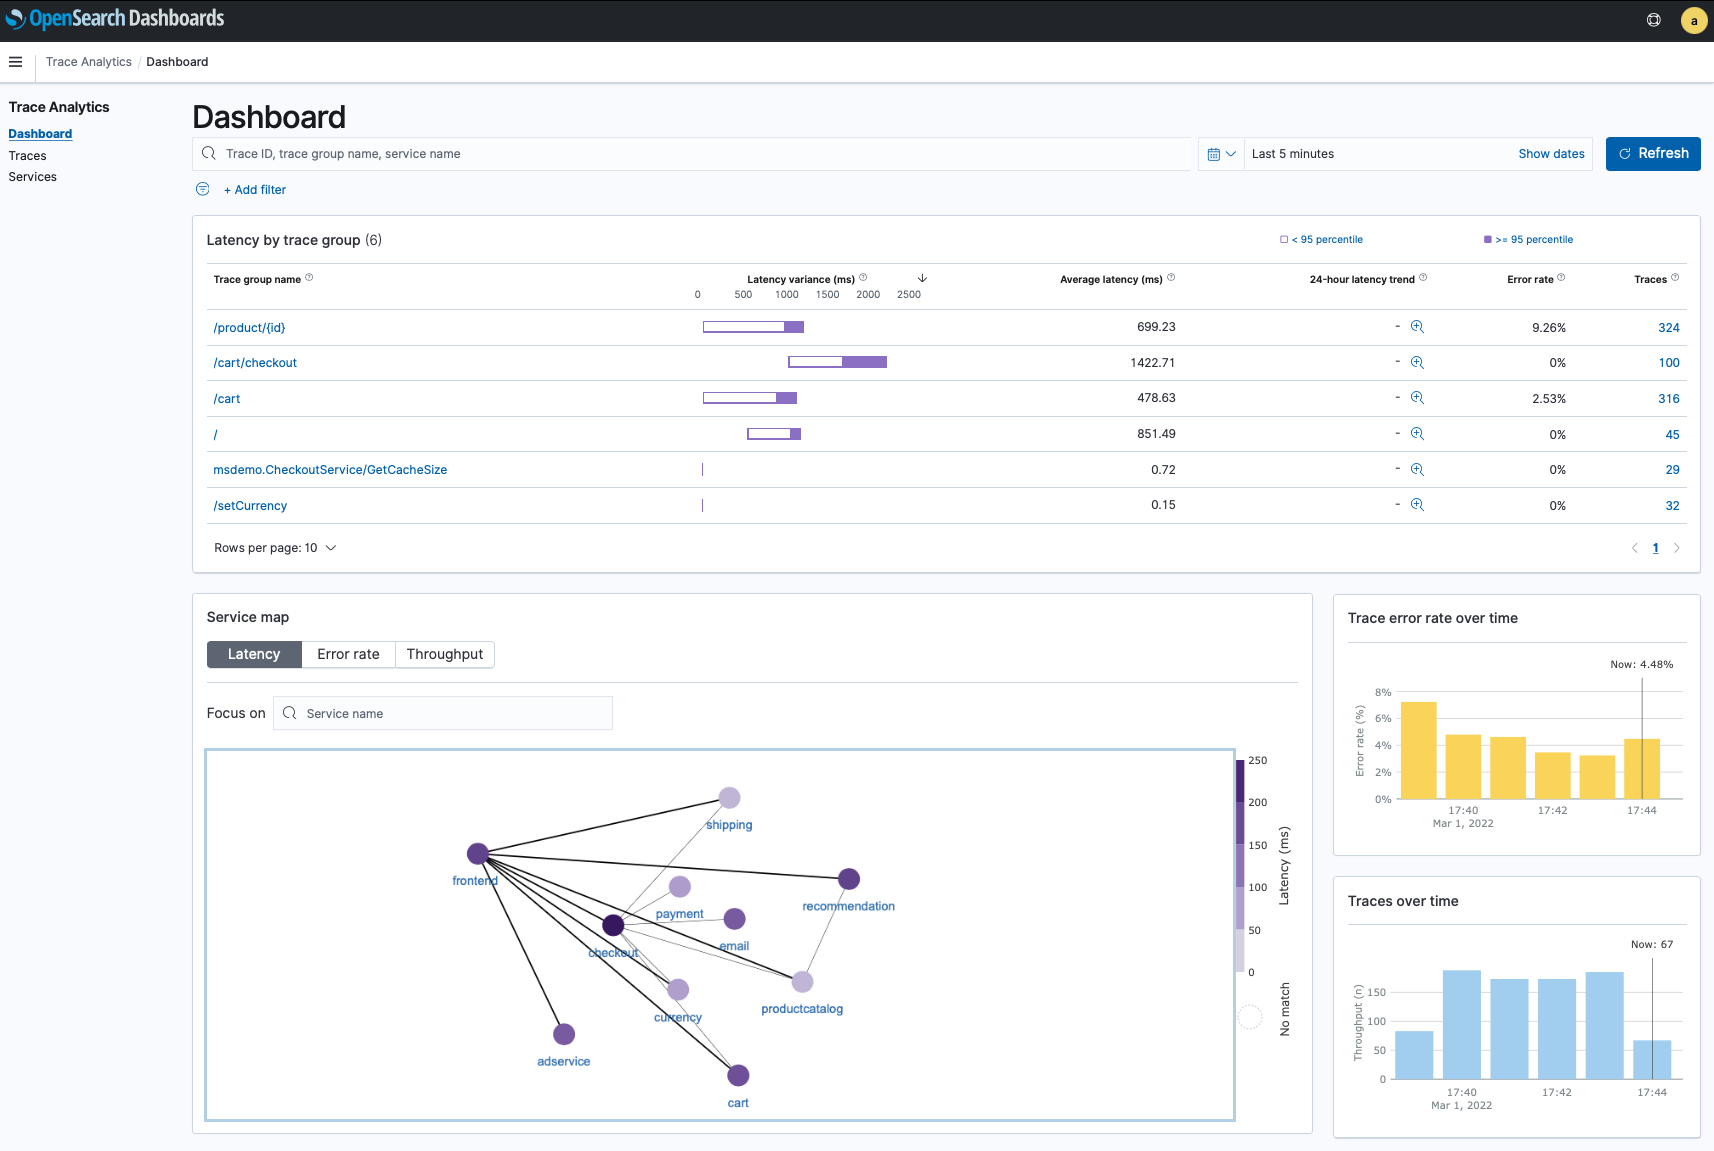 OpenSearch Dashboards
a
Trace Analytics / Dashboard
Trace Analytics
Dashboard
Traces
Services
Dashboard
Trace ID, trace group name, service name
Last 5 minutes
Show dates
Refresh
+ Add filter
Latency by trace group (6)
< 95 percentile
>= 95 percentile
Trace group name
Latency variance (ms)
Average latency (ms)
24-hour latency trend
Error rate
Traces
0 500 1000 1500 2000 2500
/product/{id} 699.23 - 9.26% 324
/cart/checkout 1422.71 - 0% 100
/cart 478.63 - 2.53% 316
/ 851.49 - 0% 45
msdemo.CheckoutService/GetCacheSize 0.72 - 0% 29
/setCurrency 0.15 - 0% 32
Rows per page: 10
1
Service map
Latency
Error rate
Throughput
Focus on
Service name
shipping
frontend
payment
recommendation
checkout
email
productcatalog
currency
adservice
cart
250
200
150
100
50
0
Latency (ms)
No match
Trace error rate over time
Now: 4.48%
8%
6%
4%
2%
0%
Error rate (%)
17:40 17:42 17:44
Mar 1, 2022
Traces over time
Now: 67
150
100
50
0
Throughput (n)
17:40 17:42 17:44
Mar 1, 2022